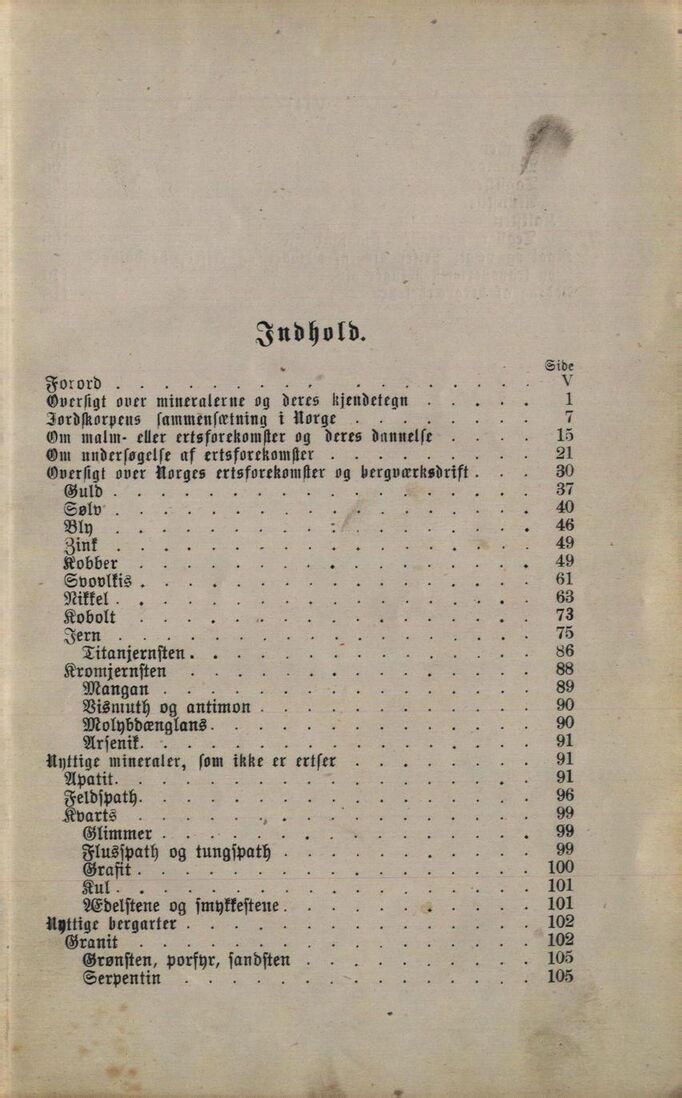 Indhold.
Side
Forord . . . . . . . . . . . . . . . . . . V
Oversigt over mineralerne og deres kjendetegn . . . . . 1
Jordskorpens sammensætning i Norge . . . . . . . . 7
Om malm- eller ertsforekomster og deres dannelse . . . . 15
Om undersøgelse af ertsforekomster . . . . . . . . . 21
Oversigt over Norges ertsforekomster og bergværksdrift . . . 30
Guld . . . . . . . . . . . . . . . . . . 37
Sølv . . . . . . . . . . . . . . . . . . 40
Bly . . . . . . . . . . . . . . . . . . 46
Zink . . . . . . . . . . . . . . . . . . 49
Kobber . . . . . . . . . . . . . . . . . 49
Svovlkis . . . . . . . . . . . . . . . . . 61
Nikkel . . . . . . . . . . . . . . . . . . 63
Kobolt . . . . . . . . . . . . . . . . . 73
Jern . . . . . . . . . . . . . . . . . . 75
Titanjernsten . . . . . . . . . . . . . . . 86
Kromjernsten . . . . . . . . . . . . . . . 88
Mangan . . . . . . . . . . . . . . . . 89
Vismuth og antimon . . . . . . . . . . . . 90
Molybdænglans . . . . . . . . . . . . . . 90
Arsenik . . . . . . . . . . . . . . . . . 91
Nyttige mineraler, som ikke er ertser . . . . . . . . 91
Apatit . . . . . . . . . . . . . . . . . . 91
Feldspath . . . . . . . . . . . . . . . . . 96
Kvarts . . . . . . . . . . . . . . . . . 99
Glimmer . . . . . . . . . . . . . . . . 99
Flusspath og tungspath . . . . . . . . . . . 99
Grafit . . . . . . . . . . . . . . . . . 100
Kul . . . . . . . . . . . . . . . . . . 101
Ædelstene og smykkestene . . . . . . . . . . . 101
Nyttige bergarter . . . . . . . . . . . . . . . 102
Granit . . . . . . . . . . . . . . . . . 102
Grønsten, porfyr, sandsten . . . . . . . . . . 105
Serpentin . . . . . . . . . . . . . . . . 105